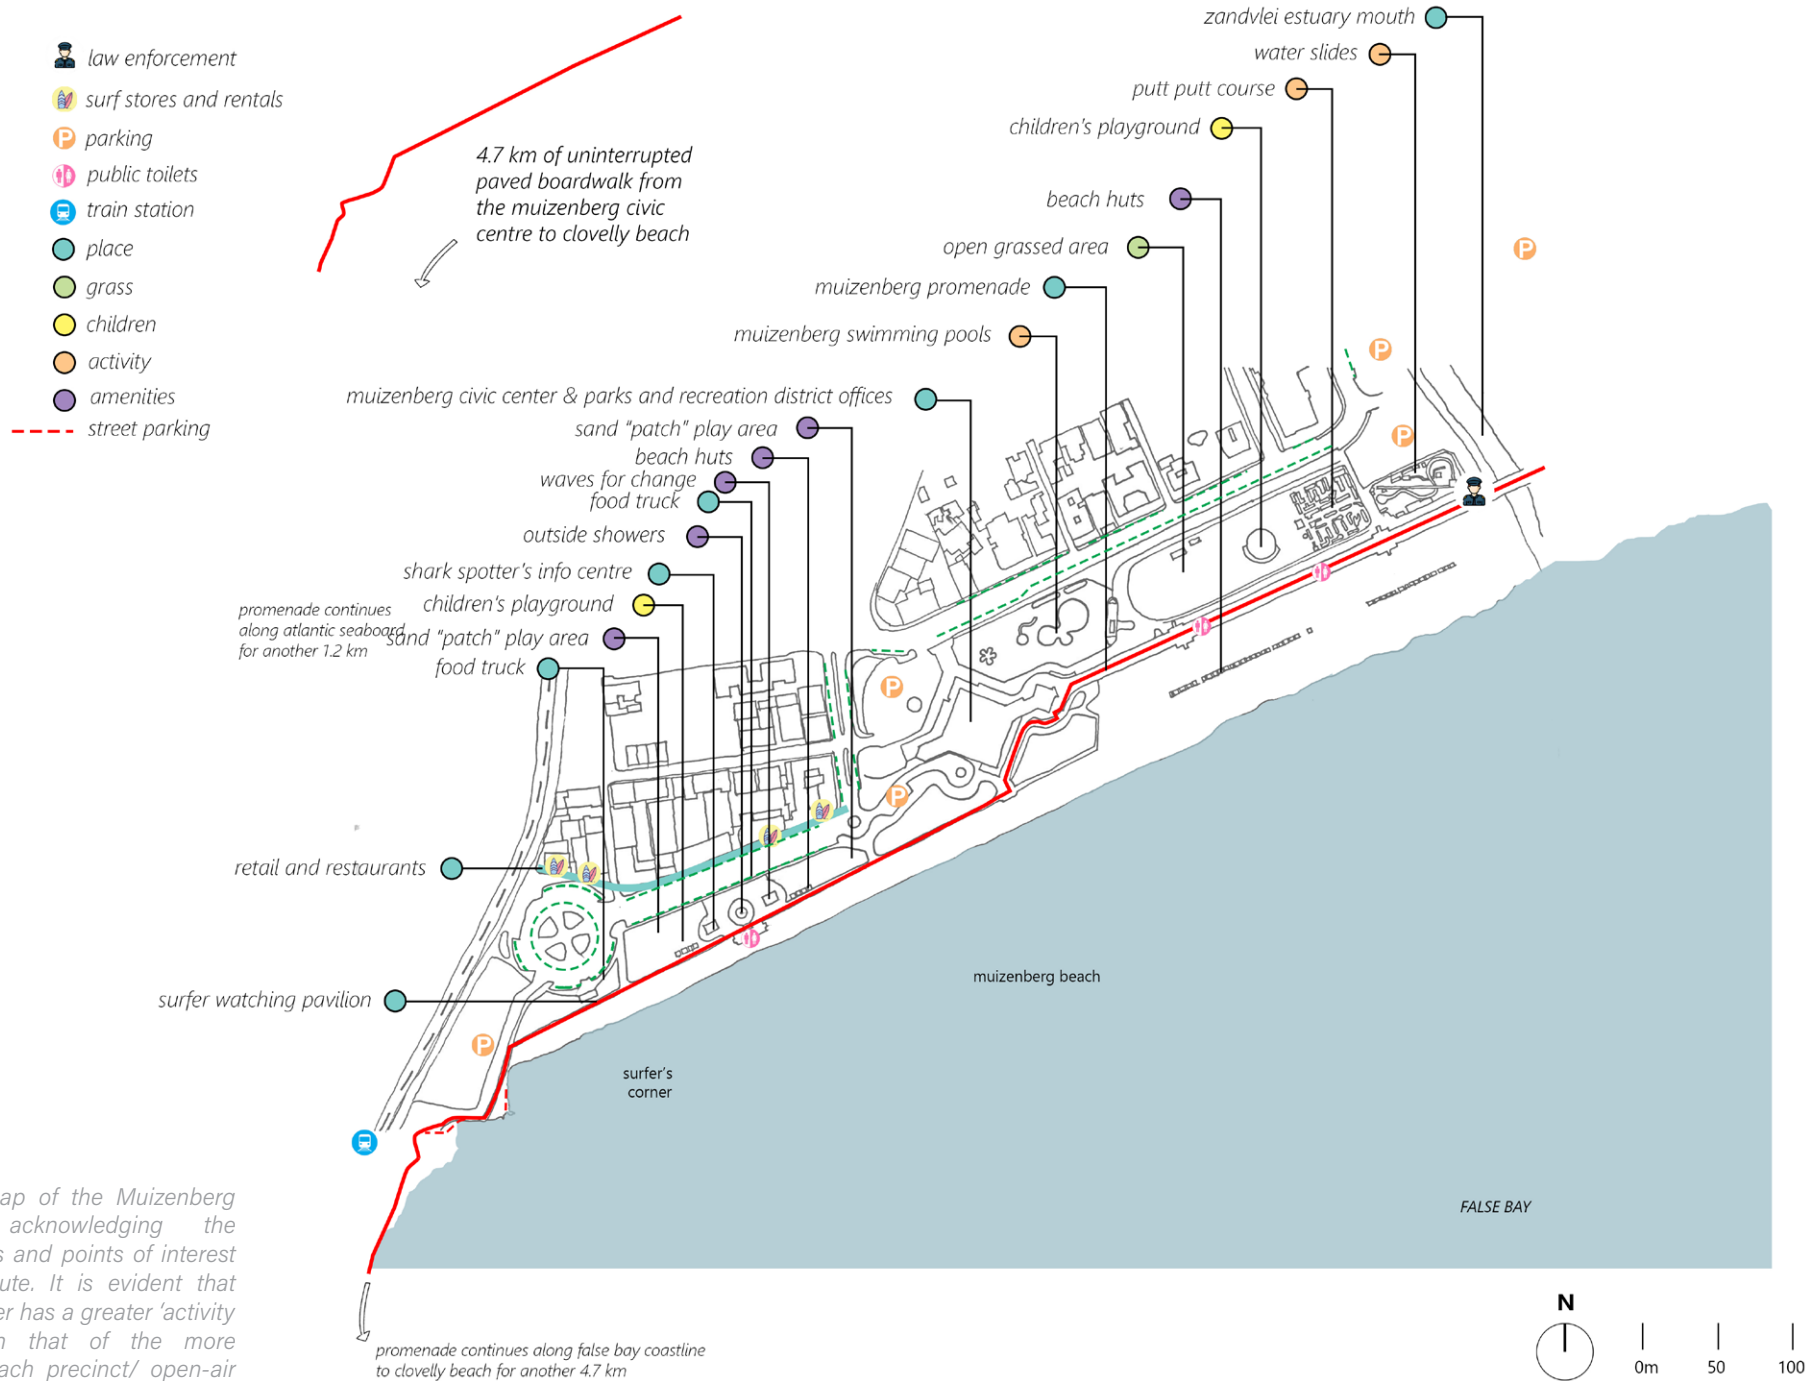 law enforcement
surf stores and rentals
parking
public toilets
train station
place
grass
children
activity
amenities
street parking
4.7 km of uninterrupted
paved boardwalk from
the muizenberg civic
centre to clovelly beach
zandvlei estuary mouth
water slides
putt putt course
children's playground
beach huts
open grassed area
muizenberg promenade
muizenberg swimming pools
muizenberg civic center & parks and recreation district offices
sand "patch" play area
beach huts
waves for change
food truck
outside showers
shark spotter's info centre
children's playground
promenade continues
along atlantic seaboard
for another 1.2 km
sand "patch" play area
food truck
retail and restaurants
surfer watching pavilion
muizenberg beach
surfer's
corner
FALSE BAY
ap of the Muizenberg
acknowledging the
s and points of interest
ute. It is evident that
er has a greater 'activity
n that of the more
ach precinct/ open-air
promenade continues along false bay coastline
to clovelly beach for another 4.7 km
N
0m 50 100
P
P
P
P
P
P
P